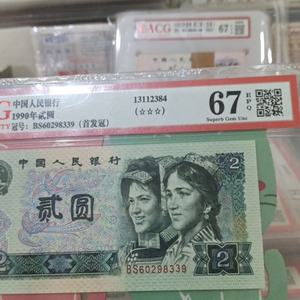 ACG
67
中国人民银行
1990年贰圆
冠号: BS60298339 (首发冠)
13112384
(☆☆☆)
67 EPQ
Superb Gem Unc
中国人民银行
贰圆
2
2
BS60298339